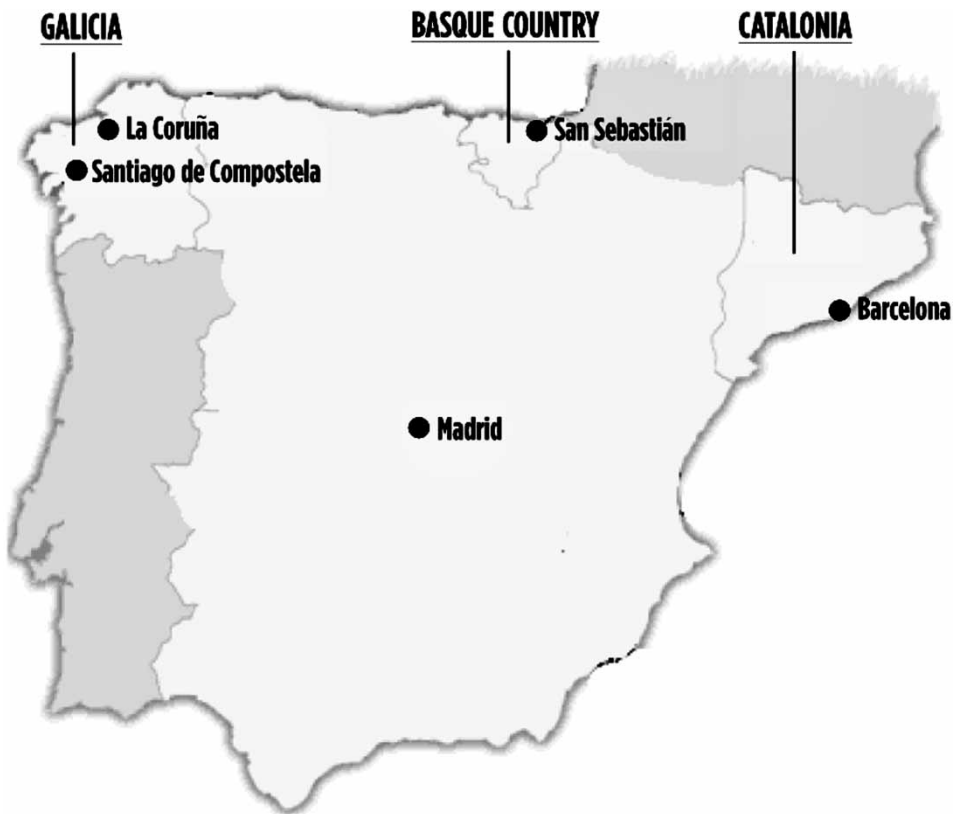 GALICIA
BASQUE COUNTRY
CATALONIA
La Coruña
San Sebastián
Santiago de Compostela
Barcelona
Madrid